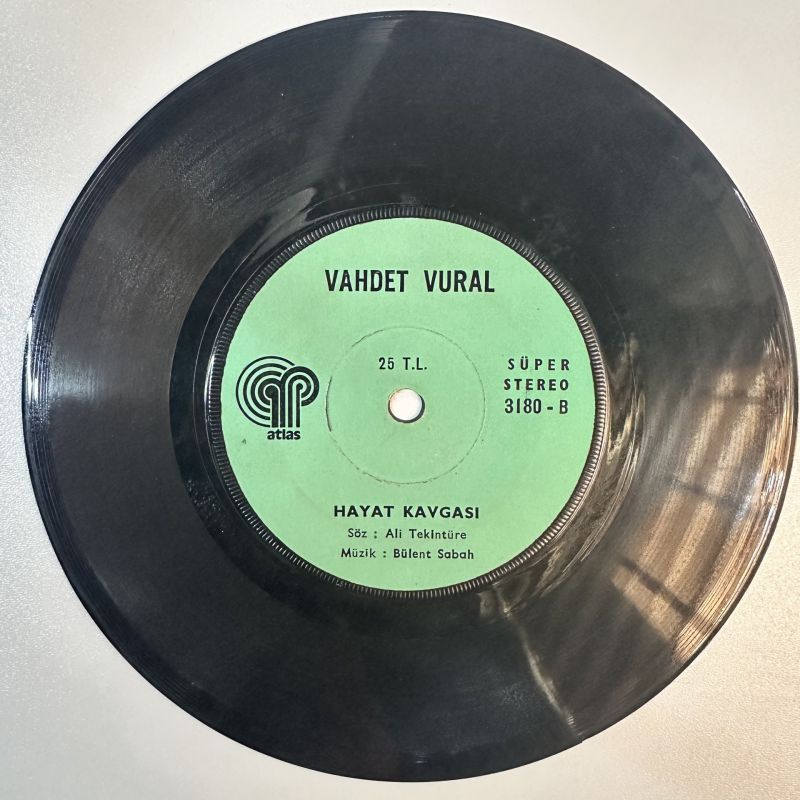 VAHDET VURAL
25 T.L.
SÜPER
STEREO
3180 - B
atlas
HAYAT KAVGASI
Söz : Ali Tekintüre
Müzik : Bülent Sabah